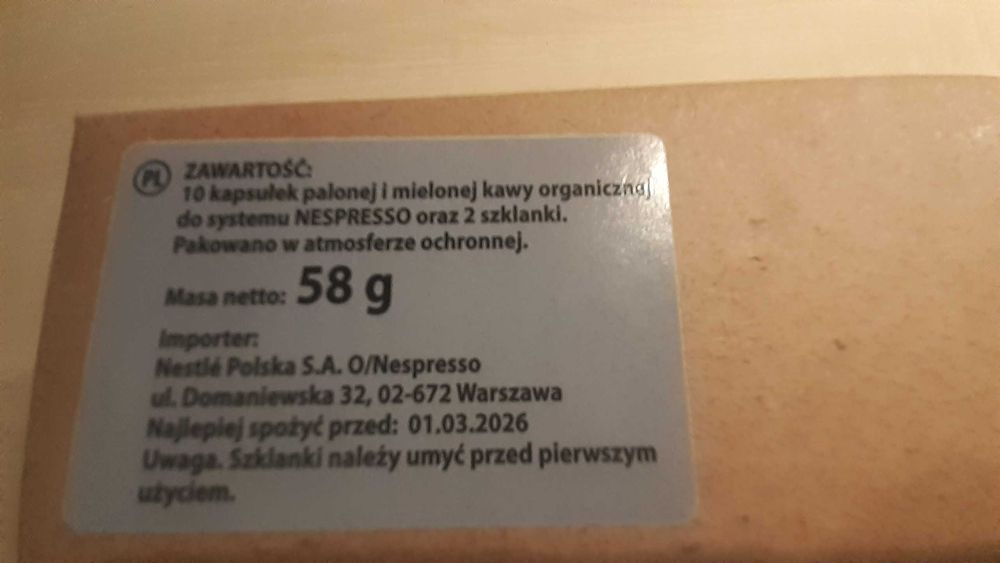 PL ZAWARTOŚĆ:
10 kapsułek palonej i mielonej kawy organicznej
do systemu NESPRESSO oraz 2 szklanki.
Pakowano w atmosferze ochronnej.
Masa netto: 58 g
Importer:
Nestlé Polska S.A. O/Nespresso
ul. Domaniewska 32, 02-672 Warszawa
Najlepiej spożyć przed: 01.03.2026
Uwaga. Szklanki należy umyć przed pierwszym
użyciem.